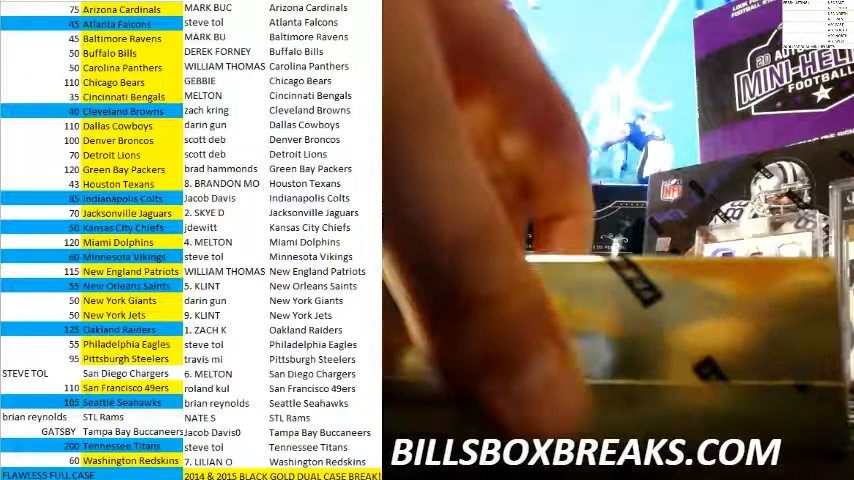 75 Arizona Cardinals MARK BUC Arizona Cardinals
45 Atlanta Falcons steve tol Atlanta Falcons
45 Baltimore Ravens MARK BU Baltimore Ravens
50 Buffalo Bills DEREK FORNEY Buffalo Bills
50 Carolina Panthers WILLIAM THOMAS Carolina Panthers
110 Chicago Bears GEBBIE Chicago Bears
35 Cincinnati Bengals MELTON Cincinnati Bengals
40 Cleveland Browns zach kring Cleveland Browns
110 Dallas Cowboys darin gun Dallas Cowboys
100 Denver Broncos scott deb Denver Broncos
70 Detroit Lions scott deb Detroit Lions
120 Green Bay Packers brad hammonds Green Bay Packers
43 Houston Texans 8. BRANDON MO Houston Texans
85 Indianapolis Colts Jacob Davis Indianapolis Colts
70 Jacksonville Jaguars 2. SKYE D Jacksonville Jaguars
50 Kansas City Chiefs jdewitt Kansas City Chiefs
120 Miami Dolphins 4. MELTON Miami Dolphins
60 Minnesota Vikings steve tol Minnesota Vikings
115 New England Patriots WILLIAM THOMAS New England Patriots
55 New Orleans Saints 5. KLINT New Orleans Saints
50 New York Giants darin gun New York Giants
50 New York Jets 9. KLINT New York Jets
125 Oakland Raiders 1. ZACH K Oakland Raiders
55 Philadelphia Eagles steve tol Philadelphia Eagles
95 Pittsburgh Steelers travis mi Pittsburgh Steelers
STEVE TOL San Diego Chargers 6. MELTON San Diego Chargers
110 San Francisco 49ers roland kul San Francisco 49ers
105 Seattle Seahawks brian reynolds Seattle Seahawks
brian reynolds STL Rams NATE S STL Rams
GATSBY Tampa Bay Buccaneers Jacob Davis0 Tampa Bay Buccaneers
200 Tennessee Titans steve tol Tennessee Titans
60 Washington Redskins 7. LILIAN O Washington Redskins
FLAWLESS FULL CASE 2014 & 2015 BLACK GOLD DUAL CASE BREAK!
20
MINI-HEL
FOOTBALL
NFL
BILLSBOXBREAKS.COM